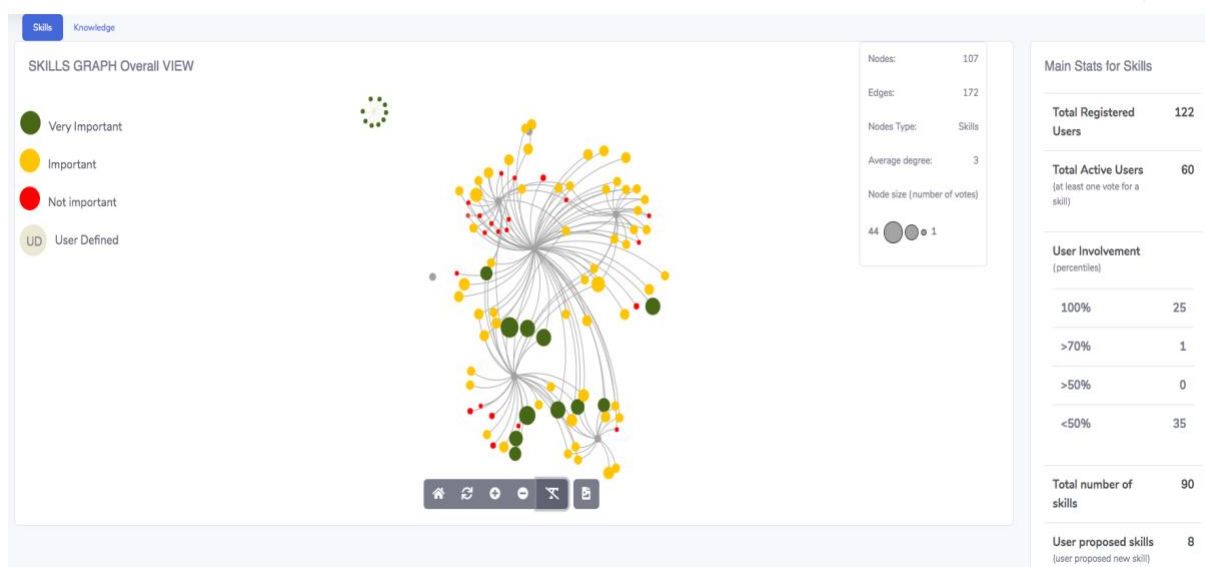 Skills Knowledge
SKILLS GRAPH Overall VIEW
Very Important
Important
Not important
UD User Defined
Nodes: 107
Edges: 172
Nodes Type: Skills
Average degree: 3
Node size (number of votes)
44 1
Main Stats for Skills
Total Registered 122
Users
Total Active Users 60
(at least one vote for a
skill)
User Involvement
(percentiles)
100% 25
>70% 1
>50% 0
<50% 35
Total number of 90
skills
User proposed skills 8
(user proposed new skill)